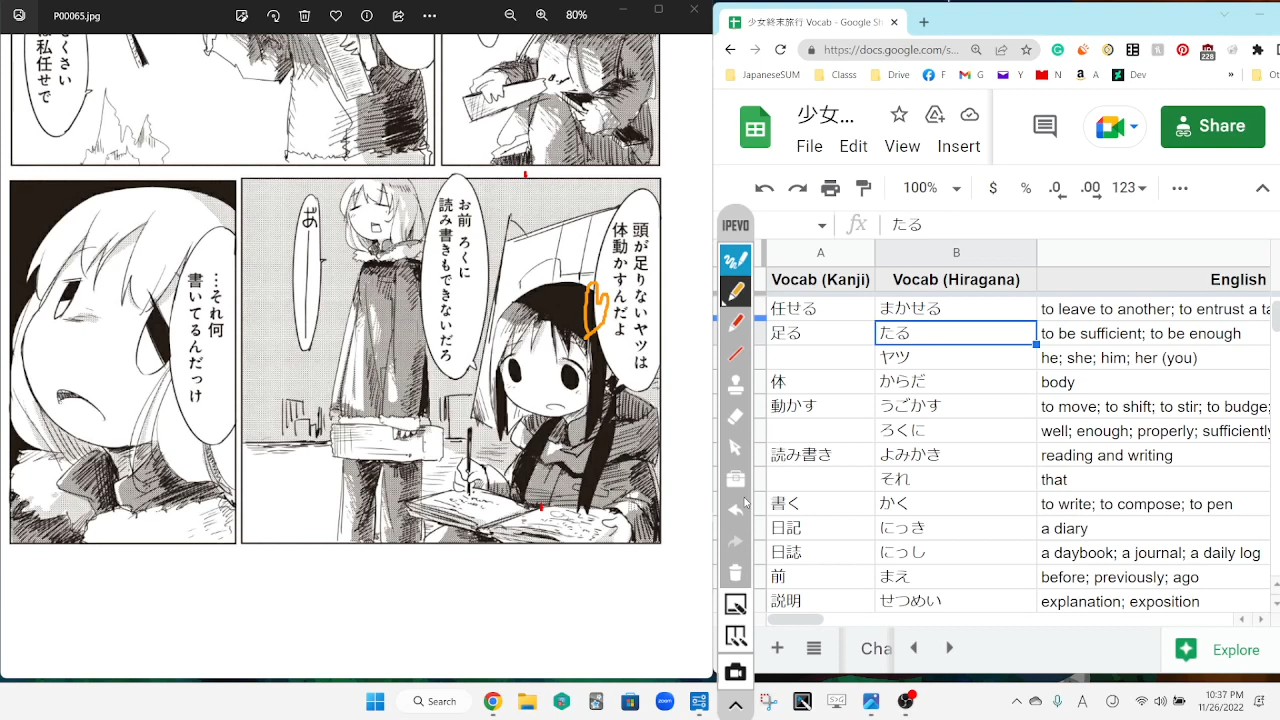 P00065.jpg
80%
くさい
私任せで
頭が足りないヤツは
体動かすんだよ
お前 ろくに
読み書きもできないだろ
あー
…それ何
書いてるんだっけ
少女終末旅行 Vocab - Google Sh
https://docs.google.com/s...
228
JapaneseSUM
Classs
Drive
F
G
Y
N
A
Dev
»
少女...
File Edit View Insert
Share
100% $ % .0 .00 123
IPEVO
fx たる
A B
Vocab (Kanji) Vocab (Hiragana) English
任せる まかせる to leave to another; to entrust a ta
足る たる to be sufficient; to be enough
ヤツ he; she; him; her (you)
体 からだ body
動かす うごかす to move; to shift; to stir; to budge
ろくに well; enough; properly; sufficiently
読み書き よみかき reading and writing
それ that
書く かく to write; to compose; to pen
日記 にっき a diary
日誌 にっし a daybook; a journal; a daily log
前 まえ before; previously; ago
説明 せつめい explanation; exposition
Cha
Explore
Search
zoom
A
10:37 PM
11/26/2022